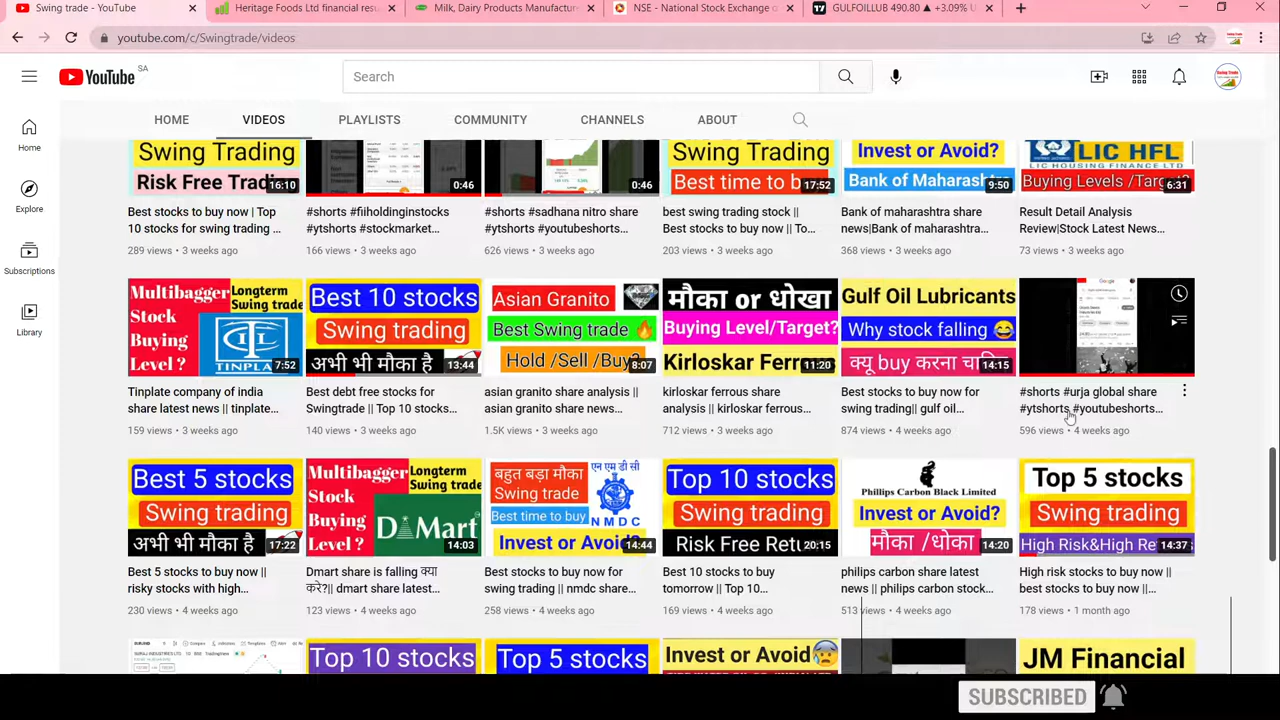 Swing trade - YouTube
Heritage Foods Ltd financial resu
Milk, Dairy Products Manufacture
NSE - National Stock Exchange o
GULFOILLUB 490.80 ▲ +3.09% U
youtube.com/c/Swingtrade/videos
YouTube SA
Search
HOME
VIDEOS
PLAYLISTS
COMMUNITY
CHANNELS
ABOUT
Home
Explore
Subscriptions
Library
Swing Trading
Risk Free Tradi
16:10
0:46
0:46
Swing Trading
Best time to b
17:52
Invest or Avoid?
Bank of Maharasht
9:50
LIC HFL
LIC HOUSING FINANCE LTD
Buying Levels /Target?
6:31
Best stocks to buy now | Top
10 stocks for swing trading ...
289 views • 3 weeks ago
#shorts #fiiholdinginstocks
#ytshorts #stockmarket...
166 views • 3 weeks ago
#shorts #sadhana nitro share
#ytshorts #youtubeshorts...
626 views • 3 weeks ago
best swing trading stock ||
Best stocks to buy now || To...
203 views • 3 weeks ago
Bank of maharashtra share
news|Bank of maharashtra...
368 views • 3 weeks ago
Result Detail Analysis
Review|Stock Latest News...
73 views • 3 weeks ago
Multibagger
Stock
Buying
Level ?
Longterm
Swing trade
TINPLA
7:52
Best 10 stocks
Swing trading
अभी भी मौका है
13:44
Asian Granito
Best Swing trade
Hold /Sell /Buy?
8:07
मौका or धोखा
Buying Level/Target?
Kirloskar Ferrous
11:20
Gulf Oil Lubricants
Why stock falling
क्यू buy करना चाहि
14:15
Tinplate company of india
share latest news || tinplate...
159 views • 3 weeks ago
Best debt free stocks for
Swingtrade || Top 10 stocks...
140 views • 3 weeks ago
asian granito share analysis ||
asian granito share news...
1.5K views • 3 weeks ago
kirloskar ferrous share
analysis || kirloskar ferrous...
712 views • 3 weeks ago
Best stocks to buy now for
swing trading|| gulf oil...
874 views • 4 weeks ago
#shorts #urja global share
#ytshorts #youtubeshorts...
596 views • 4 weeks ago
Best 5 stocks
Swing trading
अभी भी मौका है
17:22
Multibagger
Stock
Buying
Level ?
Longterm
Swing trade
DMart
14:03
बहुत बड़ा मौका
Swing trade
Best time to buy
Invest or Avoid?
एन एम डी सी
NMDC
14:44
Top 10 stocks
Swing trading
Risk Free Retu
20:15
Phillips Carbon Black Limited
Invest or Avoid?
मौका /धोका
14:20
Top 5 stocks
Swing trading
High Risk&High Re
14:37
Best 5 stocks to buy now ||
risky stocks with high...
230 views • 4 weeks ago
Dmart share is falling क्या
करे?|| dmart share latest...
123 views • 4 weeks ago
Best stocks to buy now for
swing trading || nmdc share...
258 views • 4 weeks ago
Best 10 stocks to buy
tomorrow || Top 10...
169 views • 4 weeks ago
philips carbon share latest
news || philips carbon stock...
513 views • 4 weeks ago
High risk stocks to buy now ||
best stocks to buy now ||...
178 views • 1 month ago
Top 10 stocks
Top 5 stocks
Invest or Avoid
JM Financial
SUBSCRIBED